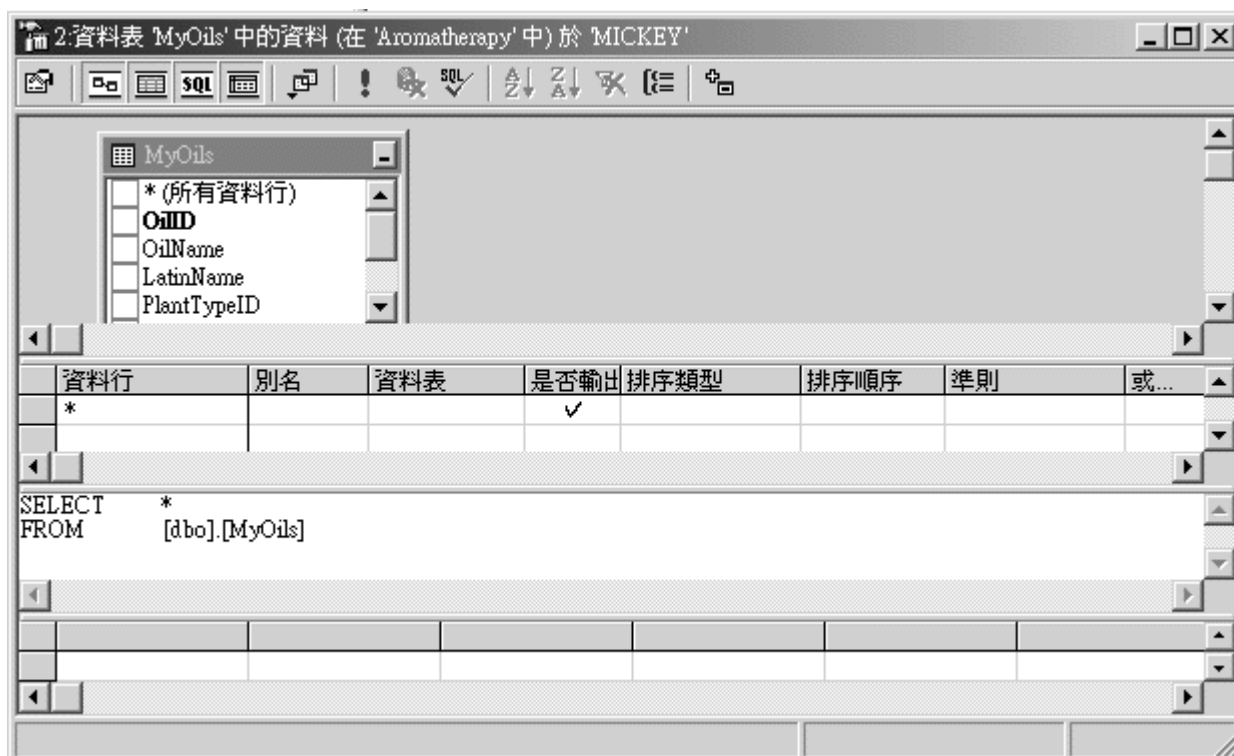 2:資料表 'MyOils' 中的資料 (在 'Aromatherapy' 中) 於 'MICKEY'
SQL SQL A Z Z A
MyOils
* (所有資料行)
OilID
OilName
LatinName
PlantTypeID
資料行 別名 資料表 是否輸出 排序類型 排序順序 準則 或...
*
SELECT *
FROM [dbo].[MyOils]